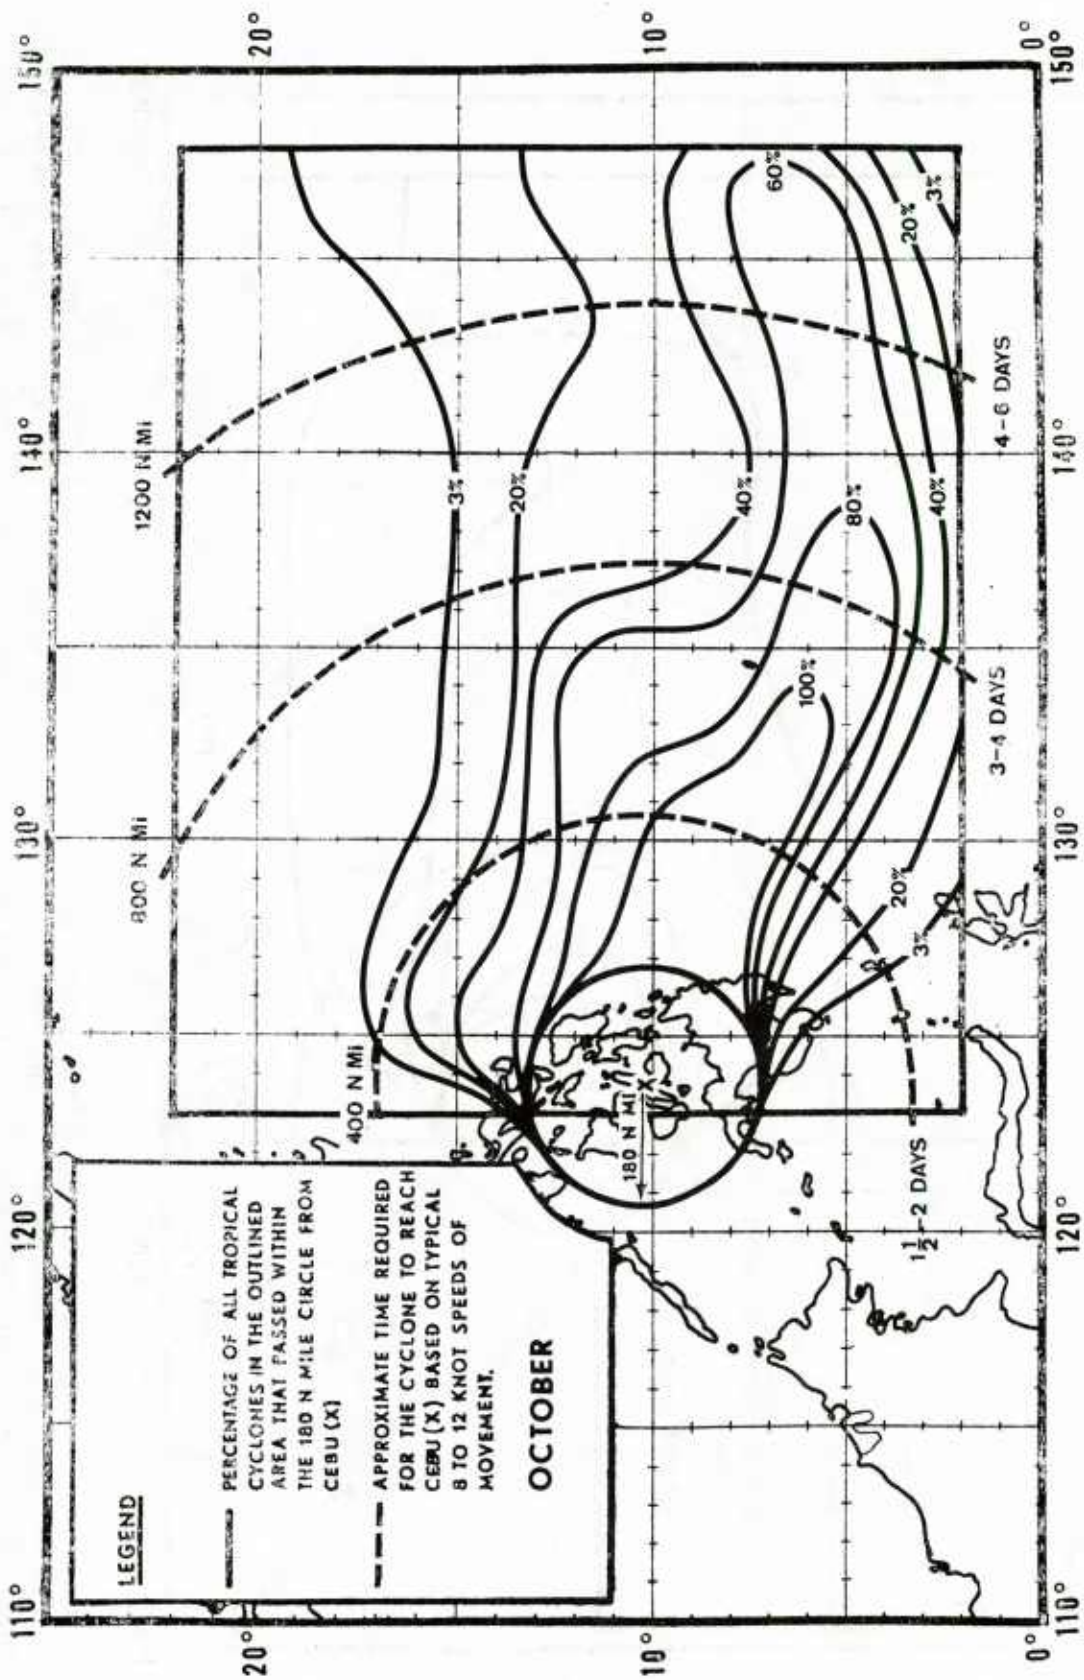 110°
120°
130°
140°
150°
20°
10°
0°
20°
10°
0°
110°
120°
130°
140°
150°
LEGEND
PERCENTAGE OF ALL TROPICAL
CYCLONES IN THE OUTLINED
AREA THAT PASSED WITHIN
THE 180 N MILE CIRCLE FROM
CEBU (X)
APPROXIMATE TIME REQUIRED
FOR THE CYCLONE TO REACH
CEBU (X) BASED ON TYPICAL
8 TO 12 KNOT SPEEDS OF
MOVEMENT.
OCTOBER
400 N Mi
800 N Mi
1200 N Mi
180 N Mi X
3%
20%
40%
80%
100%
60%
20%
3%
40%
20%
3%
1½-2 DAYS
3-4 DAYS
4-6 DAYS